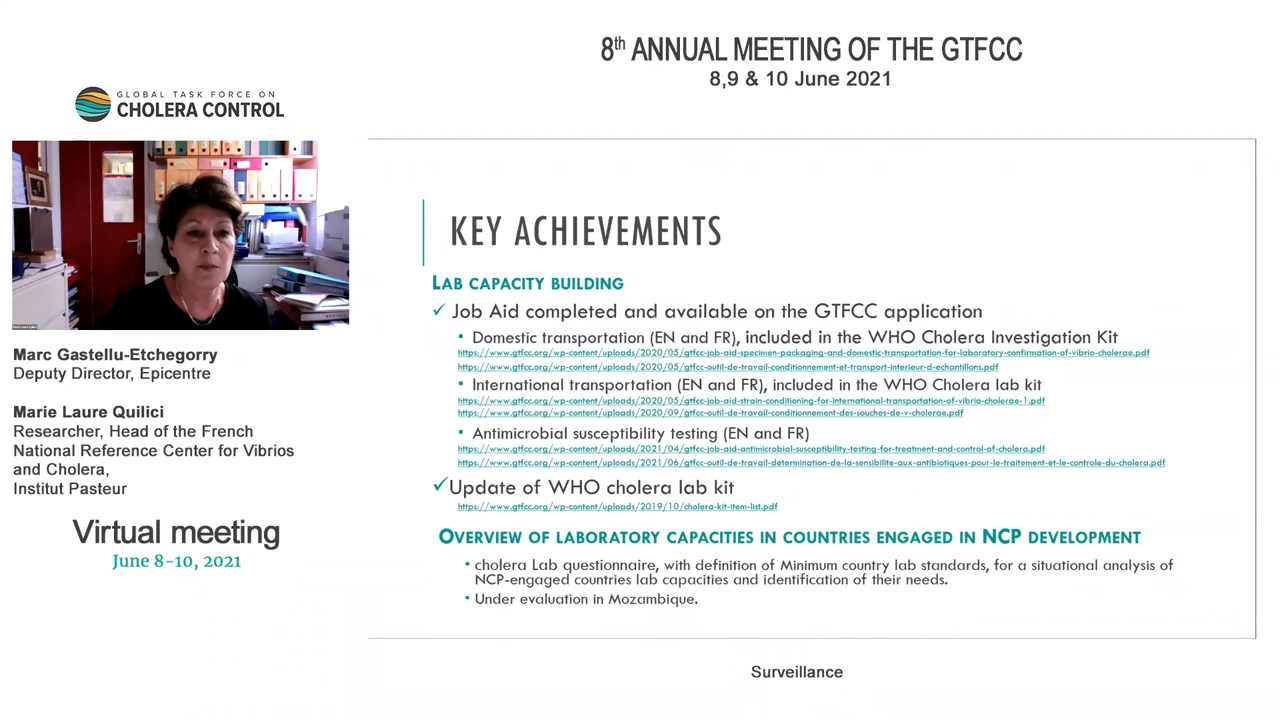 8th ANNUAL MEETING OF THE GTFCC
8,9 & 10 June 2021
GLOBAL TASK FORCE ON
CHOLERA CONTROL
Marc Gastellu-Etchegorry
Deputy Director, Epicentre
Marie Laure Quilici
Researcher, Head of the French
National Reference Center for Vibrios
and Cholera,
Institut Pasteur
Virtual meeting
June 8-10, 2021
KEY ACHIEVEMENTS
LAB CAPACITY BUILDING
✓ Job Aid completed and available on the GTFCC application
▪ Domestic transportation (EN and FR), included in the WHO Cholera Investigation Kit
https://www.gtfcc.org/wp-content/uploads/2020/05/gtfcc-job-aid-specimen-packaging-and-domestic-transportation-for-laboratory-confirmation-of-vibrio-cholerae.pdf
https://www.gtfcc.org/wp-content/uploads/2020/05/gtfcc-outil-de-travail-conditionnement-et-transport-interieur-d-echantillons.pdf
▪ International transportation (EN and FR), included in the WHO Cholera lab kit
https://www.gtfcc.org/wp-content/uploads/2020/05/gtfcc-job-aid-strain-conditioning-for-international-transportation-of-vibrio-cholerae-1.pdf
https://www.gtfcc.org/wp-content/uploads/2020/09/gtfcc-outil-de-travail-conditionnement-des-souches-de-v-cholerae.pdf
▪ Antimicrobial susceptibility testing (EN and FR)
https://www.gtfcc.org/wp-content/uploads/2021/04/gtfcc-job-aid-antimicrobial-susceptibility-testing-for-treatment-and-control-of-cholera.pdf
https://www.gtfcc.org/wp-content/uploads/2021/06/gtfcc-outil-de-travail-determination-de-la-sensibilite-aux-antibiotiques-pour-le-traitement-et-le-controle-du-cholera.pdf
✓Update of WHO cholera lab kit
https://www.gtfcc.org/wp-content/uploads/2019/10/cholera-kit-item-list.pdf
OVERVIEW OF LABORATORY CAPACITIES IN COUNTRIES ENGAGED IN NCP DEVELOPMENT
▪ cholera Lab questionnaire, with definition of Minimum country lab standards, for a situational analysis of
NCP-engaged countries lab capacities and identification of their needs.
▪ Under evaluation in Mozambique.
Surveillance